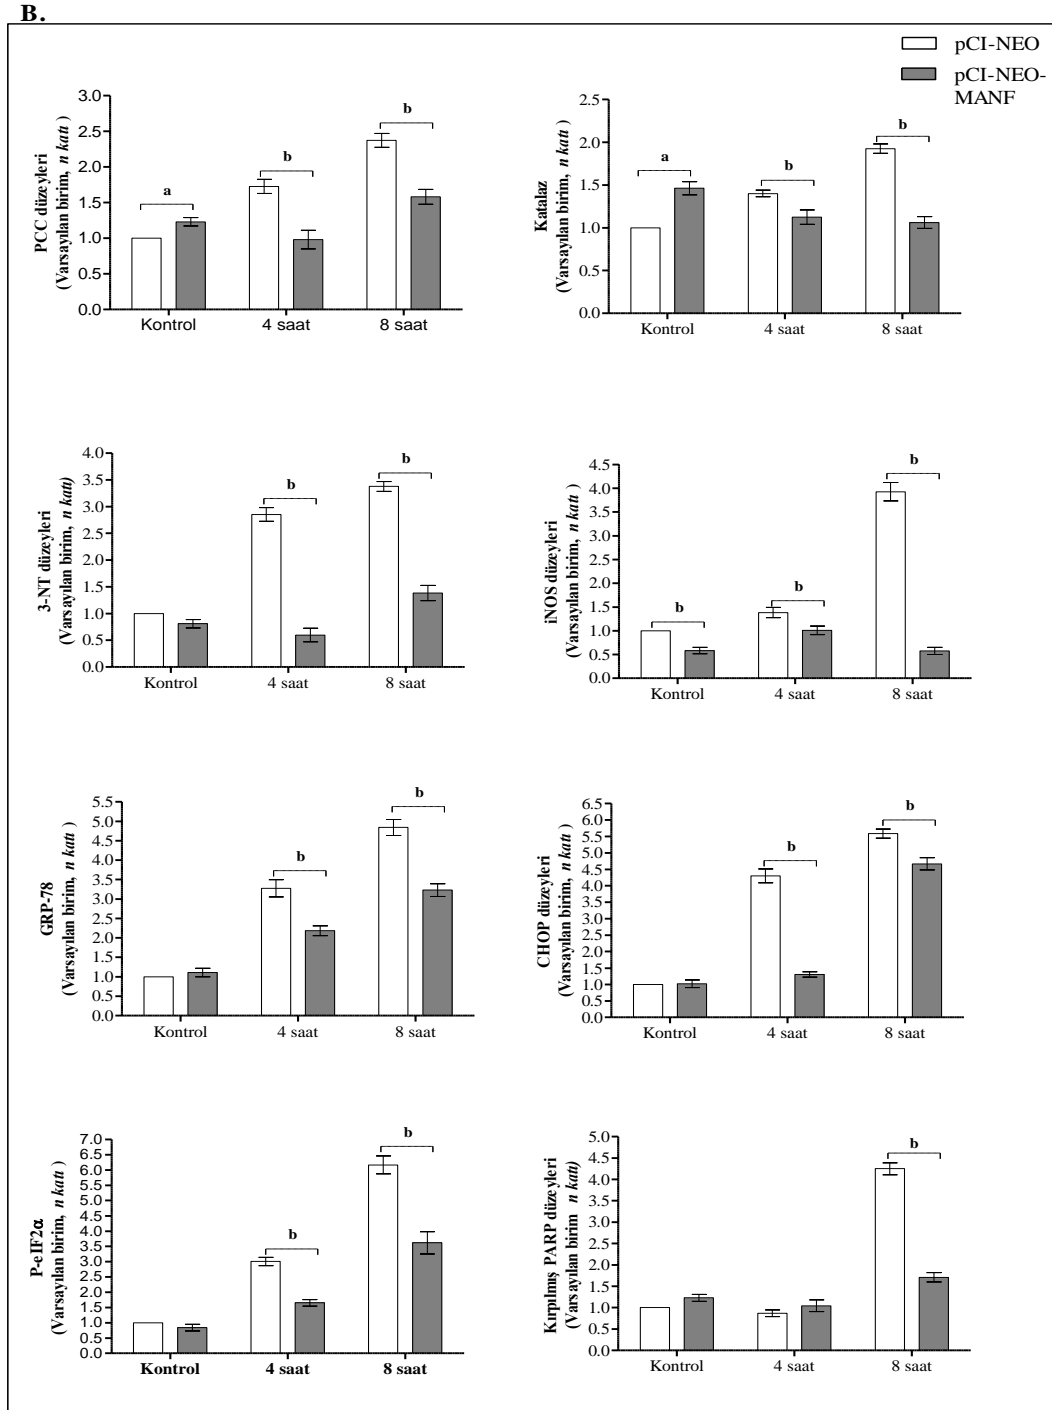 B.
pCI-NEO
pCI-NEO-
MANF
PCC düzeyleri
(Varsayılan birim, n katı)
3.0
2.5
2.0
1.5
1.0
0.5
0.0
a
b
b
Kontrol 4 saat 8 saat
Katalaz
(Varsayılan birim, n katı )
2.5
2.0
1.5
1.0
0.5
0.0
a
b
b
Kontrol 4 saat 8 saat
3-NT düzeyleri
(Varsayılan birim, n katı)
4.0
3.5
3.0
2.5
2.0
1.5
1.0
0.5
0.0
b
b
Kontrol 4 saat 8 saat
iNOS düzeyleri
(Varsayılan birim, n katı )
4.5
4.0
3.5
3.0
2.5
2.0
1.5
1.0
0.5
0.0
b
b
b
Kontrol 4 saat 8 saat
GRP-78
(Varsayılan birim, n katı )
5.5
5.0
4.5
4.0
3.5
3.0
2.5
2.0
1.5
1.0
0.5
0.0
b
b
Kontrol 4 saat 8 saat
CHOP düzeyleri
(Varsayılan birim, n katı )
6.5
6.0
5.5
5.0
4.5
4.0
3.5
3.0
2.5
2.0
1.5
1.0
0.5
0.0
b
b
Kontrol 4 saat 8 saat
P-eIF2α
(Varsayılan birim, n katı )
7.0
6.5
6.0
5.5
5.0
4.5
4.0
3.5
3.0
2.5
2.0
1.5
1.0
0.5
0.0
b
b
Kontrol 4 saat 8 saat
Kırpılmış PARP düzeyleri
(Varsayılan birim n katı)
5.0
4.5
4.0
3.5
3.0
2.5
2.0
1.5
1.0
0.5
0.0
b
Kontrol 4 saat 8 saat